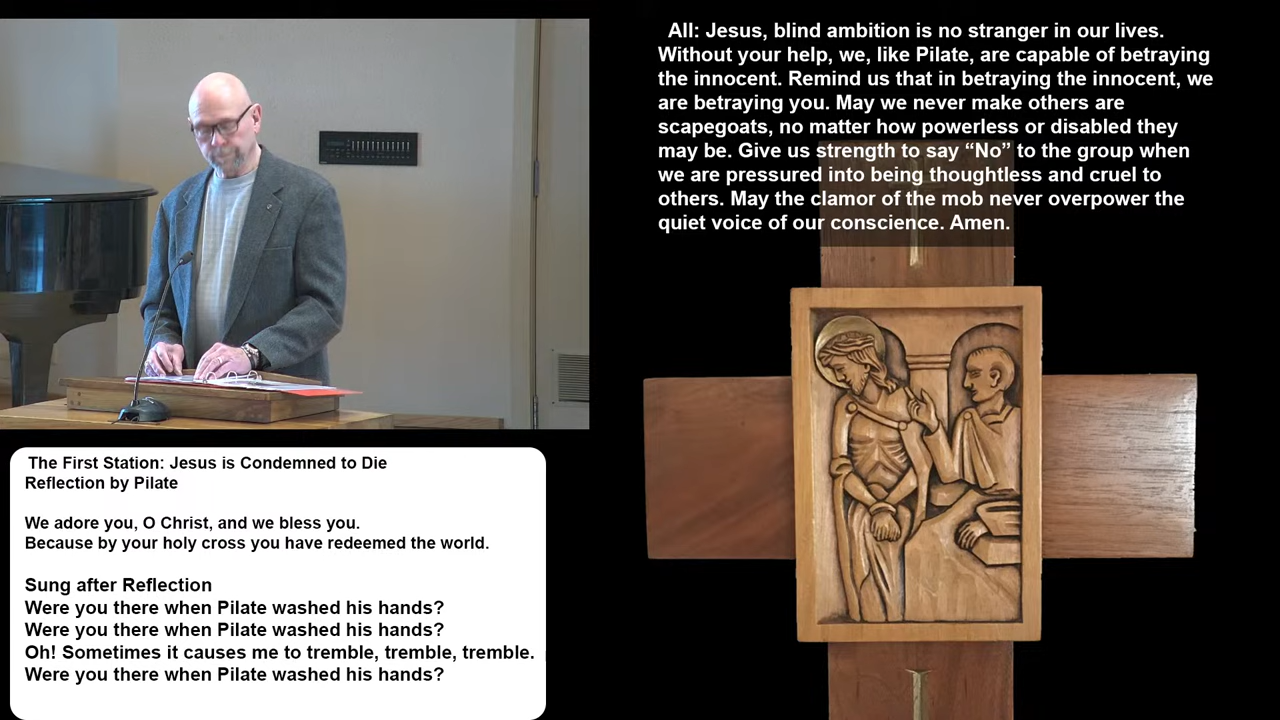 All: Jesus, blind ambition is no stranger in our lives.
Without your help, we, like Pilate, are capable of betraying
the innocent. Remind us that in betraying the innocent, we
are betraying you. May we never make others are
scapegoats, no matter how powerless or disabled they
may be. Give us strength to say “No” to the group when
we are pressured into being thoughtless and cruel to
others. May the clamor of the mob never overpower the
quiet voice of our conscience. Amen.
The First Station: Jesus is Condemned to Die
Reflection by Pilate
We adore you, O Christ, and we bless you.
Because by your holy cross you have redeemed the world.
Sung after Reflection
Were you there when Pilate washed his hands?
Were you there when Pilate washed his hands?
Oh! Sometimes it causes me to tremble, tremble, tremble.
Were you there when Pilate washed his hands?